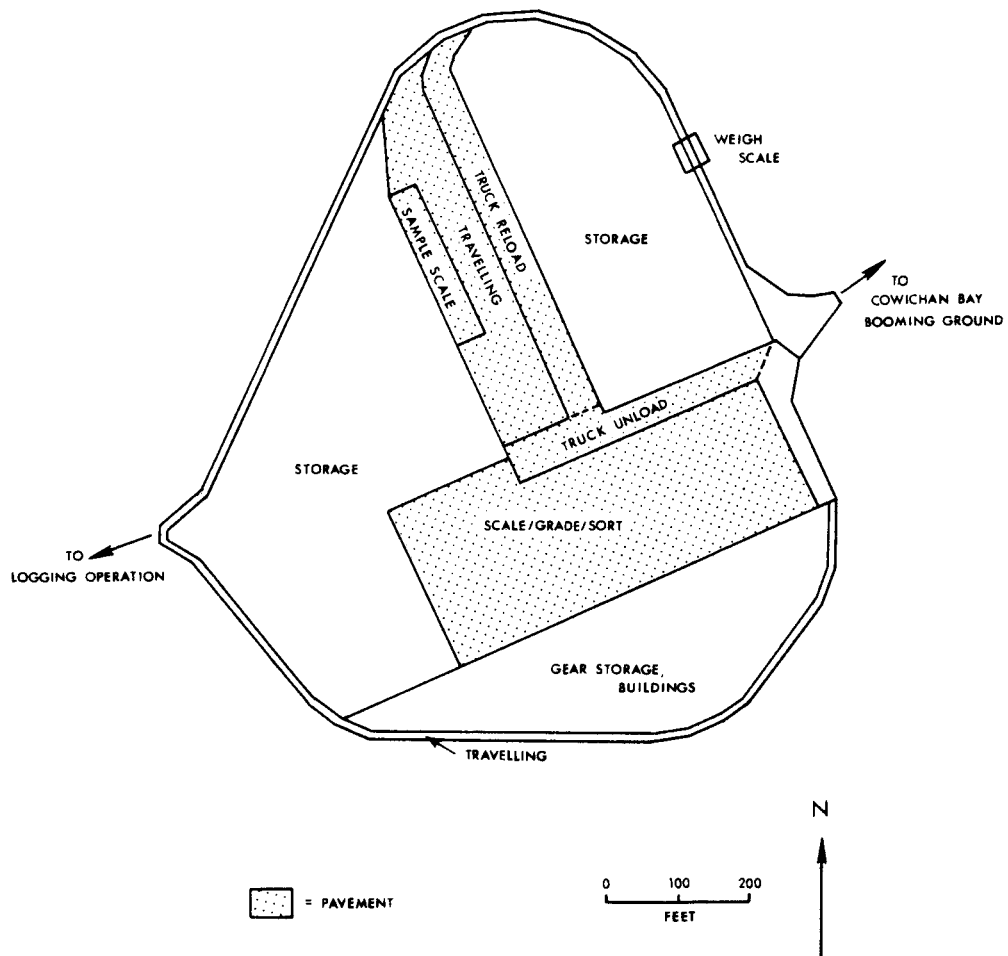 WEIGH
SCALE
TRUCK RELOAD
SAMPLE SCALE
TRAVELLING
STORAGE
TO
COWICHAN BAY
BOOMING GROUND
TRUCK UNLOAD
STORAGE
SCALE/GRADE/SORT
TO
LOGGING OPERATION
GEAR STORAGE,
BUILDINGS
TRAVELLING
N
= PAVEMENT
0 100 200
FEET